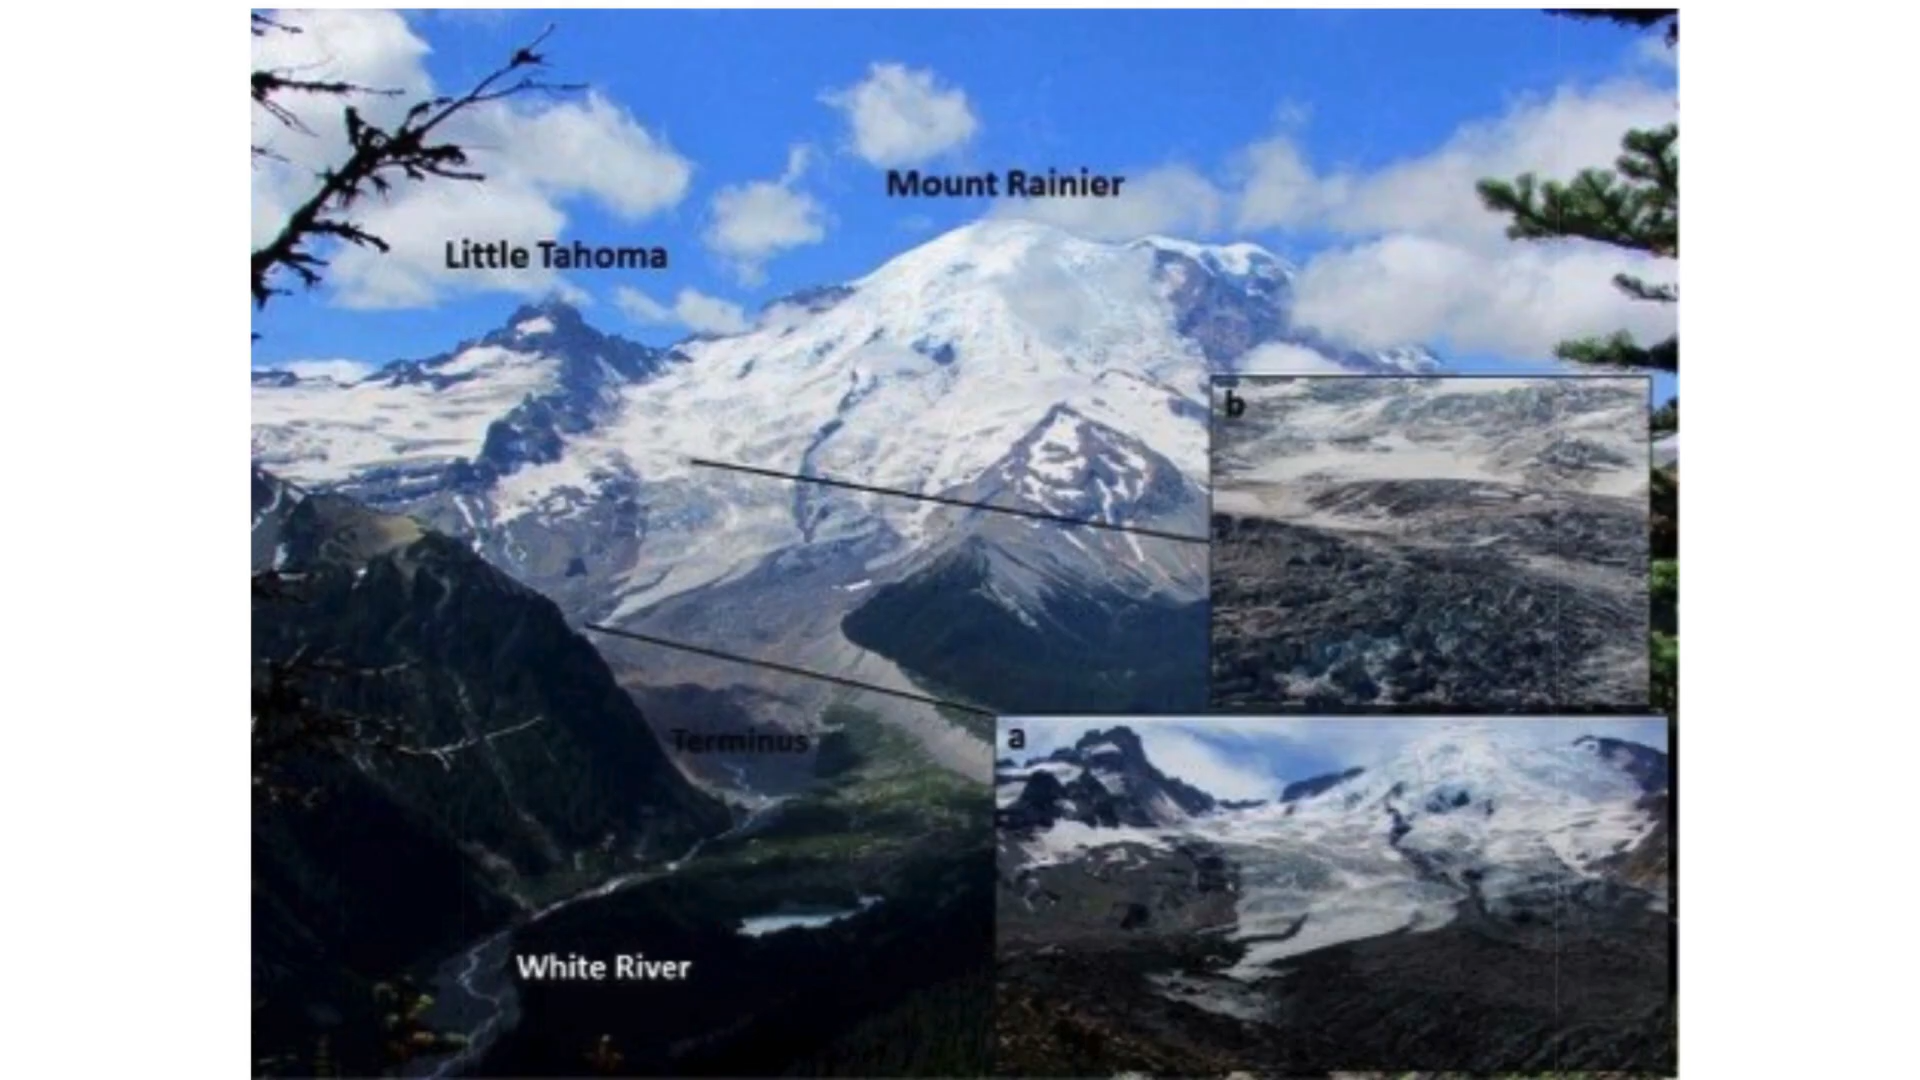 Mount Rainier
Little Tahoma
b
Terminus
a
White River